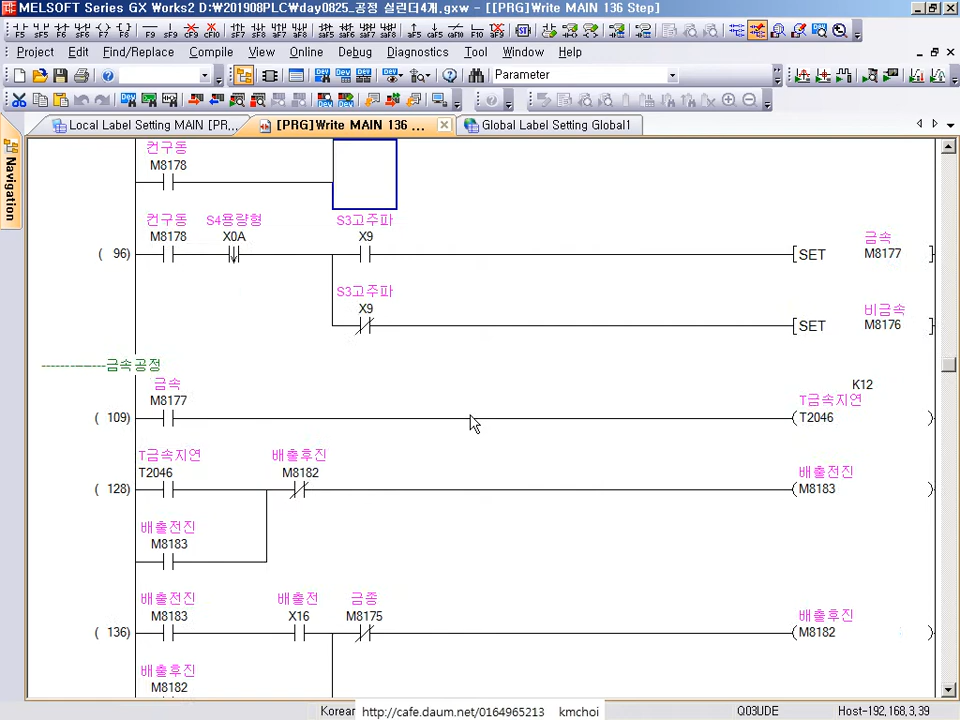 MELSOFT Series GX Works2 D:₩201908PLC₩day0825_공정 실린더4개.gxw - [[PRG]Write MAIN 136 Step]
Project Edit Find/Replace Compile View Online Debug Diagnostics Tool Window Help
Parameter
Local Label Setting MAIN [PR,... [PRG]Write MAIN 136 ... Global Label Setting Global1
Navigation
컨구동
M8178
컨구동 S4용량형 S3고주파
M8178 X0A X9 금속
( 96) [SET M8177 ]
S3고주파
X9 비금속
[SET M8176 ]
--------------금속공정
금속 K12
M8177 T금속지연
( 109) (T2046 )
T금속지연 배출후진
T2046 M8182 배출전진
( 128) (M8183 )
배출전진
M8183
배출전진 배출전 금종
M8183 X16 M8175 배출후진
( 136) (M8182 )
배출후진
M8182
Korean http://cafe.daum.net/0164965213 kmchoi Q03UDE Host-192,168,3,39